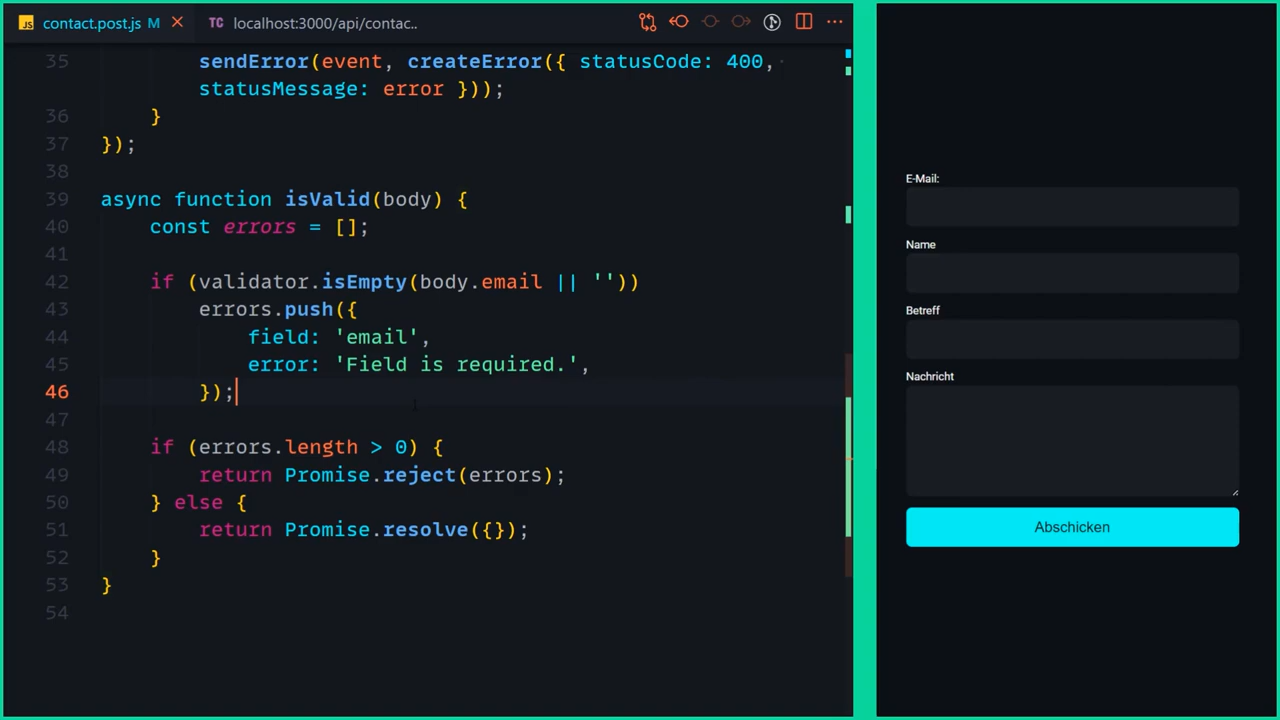 contact.post.js M
localhost:3000/api/contac..
35 sendError(event, createError({ statusCode: 400,
statusMessage: error }));
36 }
37 });
38
39 async function isValid(body) {
40 const errors = [];
41
42 if (validator.isEmpty(body.email || ''))
43 errors.push({
44 field: 'email',
45 error: 'Field is required.',
46 });
47
48 if (errors.length > 0) {
49 return Promise.reject(errors);
50 } else {
51 return Promise.resolve({});
52 }
53 }
54
E-Mail:
Name
Betreff
Nachricht
Abschicken
JS
TC